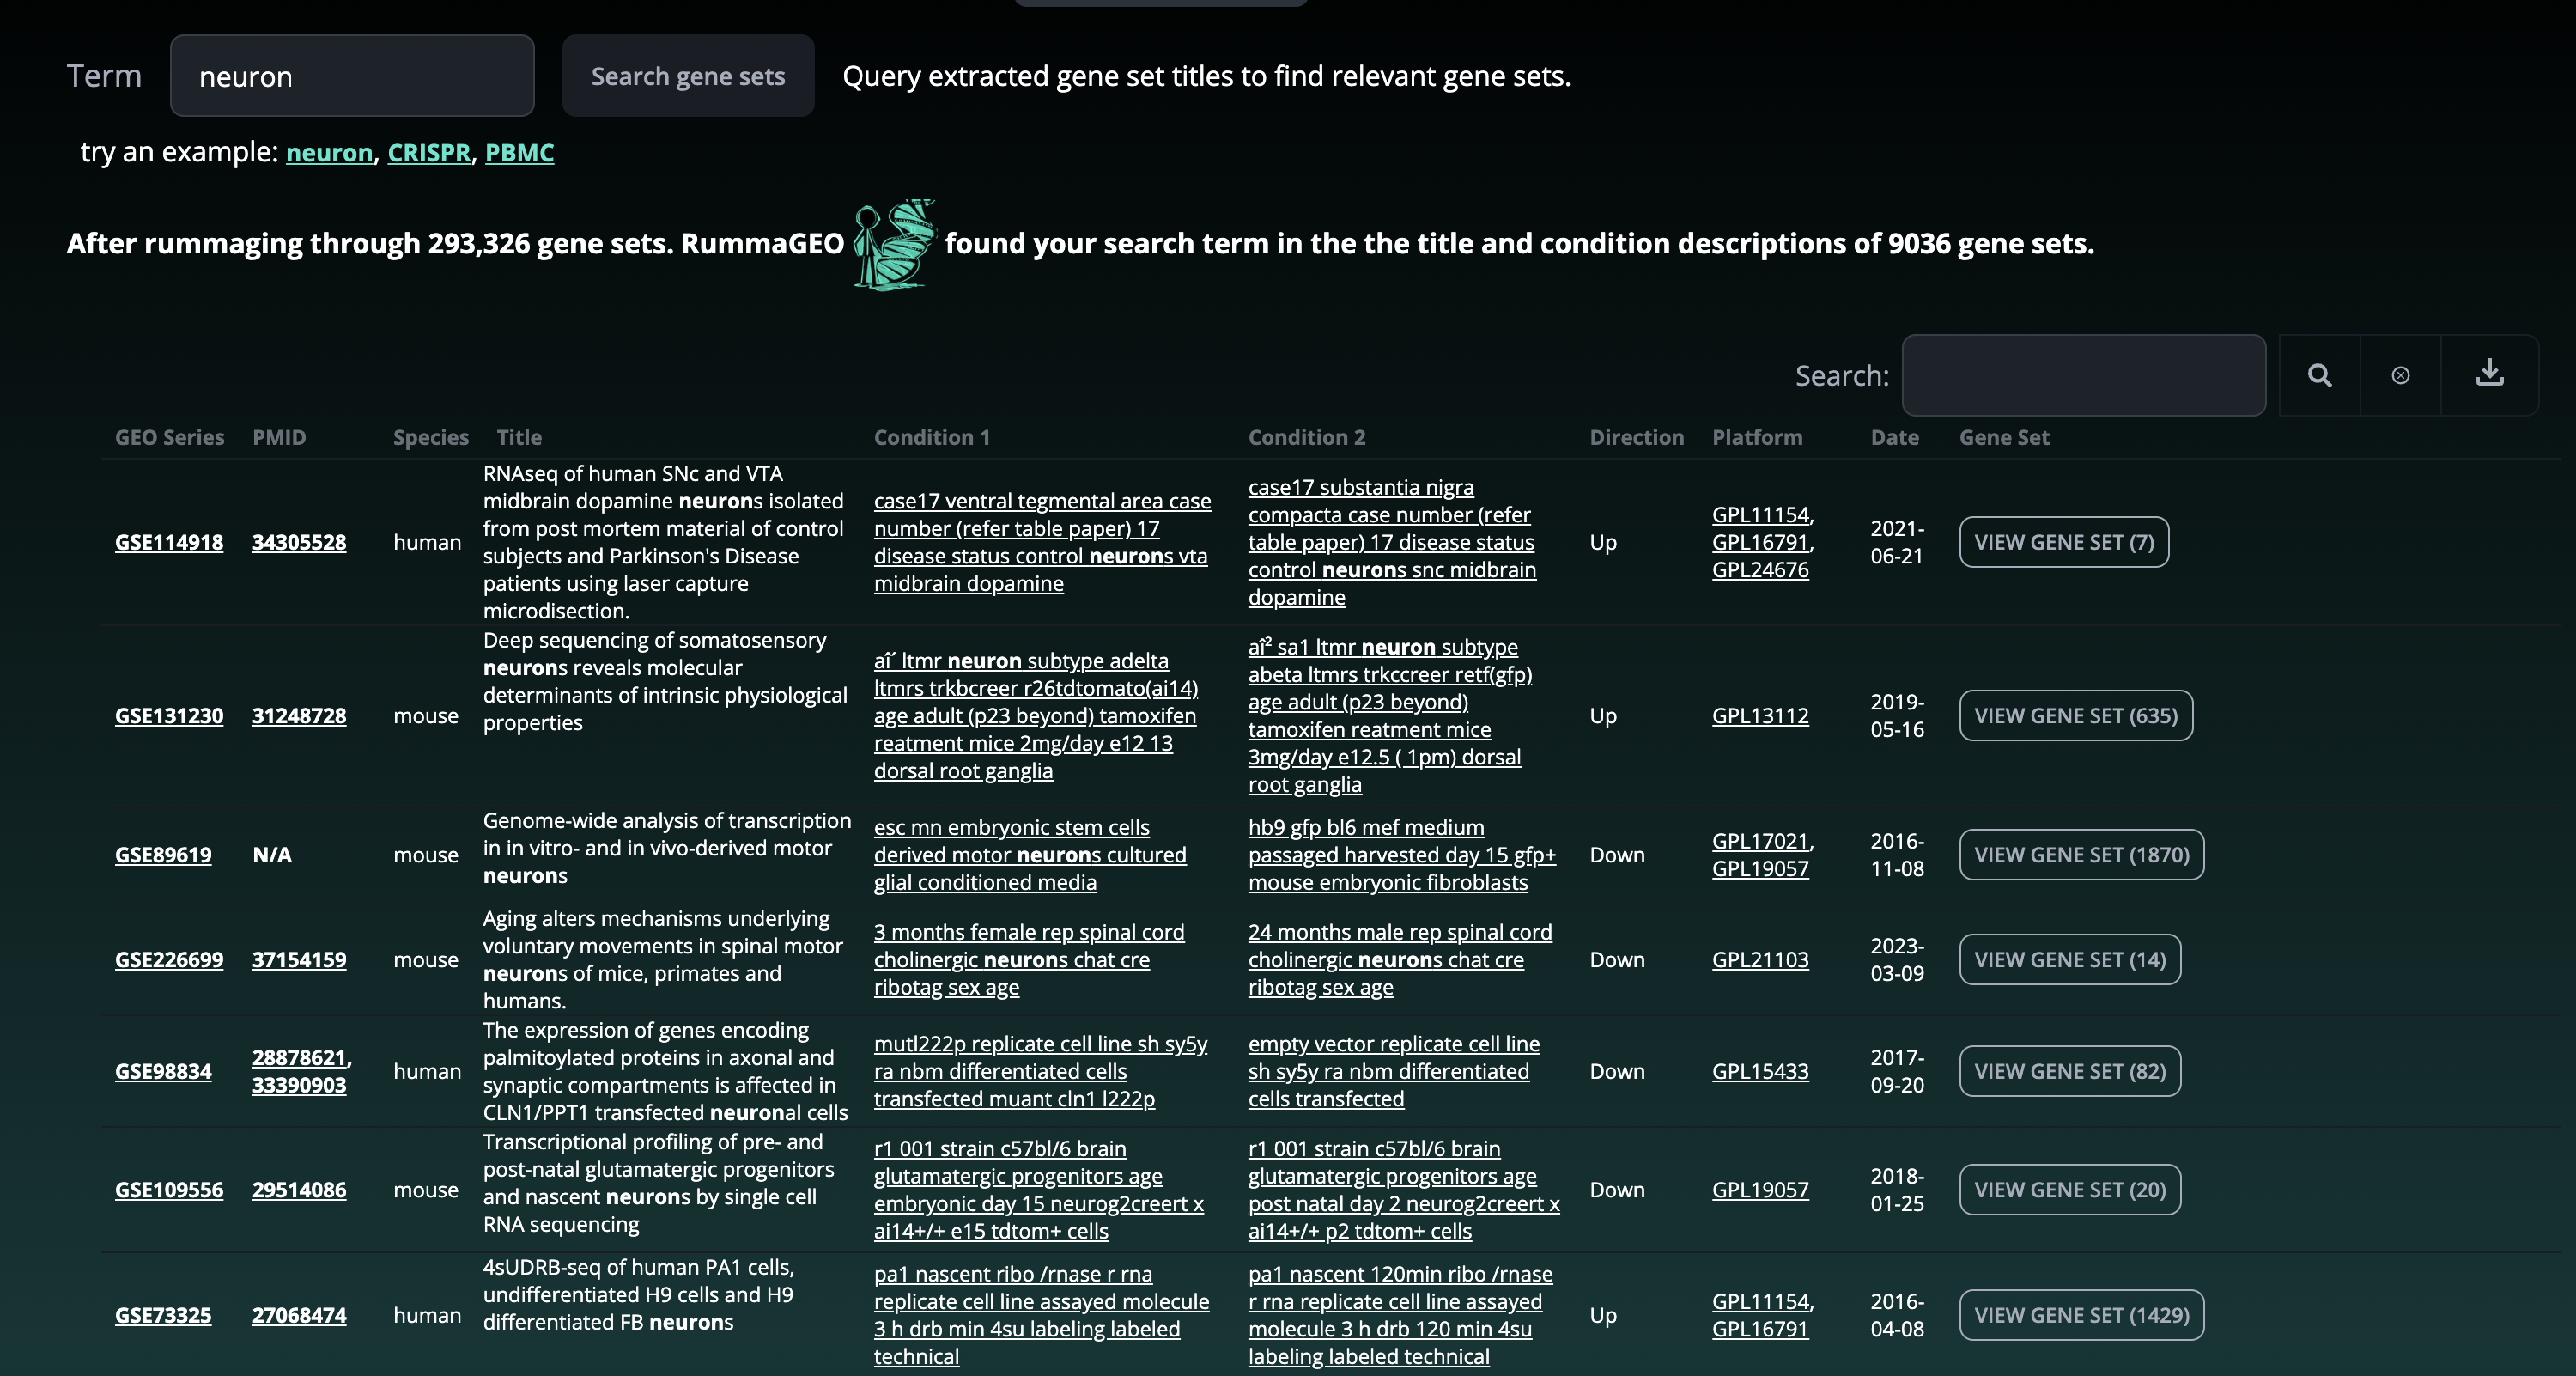 Term neuron Search gene sets Query extracted gene set titles to find relevant gene sets.
try an example: neuron, CRISPR, PBMC
After rummaging through 293,326 gene sets. RummaGEO found your search term in the the title and condition descriptions of 9036 gene sets.
Search:
GEO Series PMID Species Title Condition 1 Condition 2 Direction Platform Date Gene Set
GSE114918
34305528
human
RNAseq of human SNc and VTA
midbrain dopamine neurons isolated
from post mortem material of control
subjects and Parkinson's Disease
patients using laser capture
microdisection.
case17 ventral tegmental area case
number (refer table paper) 17
disease status control neurons vta
midbrain dopamine
case17 substantia nigra
compacta case number (refer
table paper) 17 disease status
control neurons snc midbrain
dopamine
Up
GPL11154,
GPL16791,
GPL24676
2021-
06-21
VIEW GENE SET (7)
GSE131230
31248728
mouse
Deep sequencing of somatosensory
neurons reveals molecular
determinants of intrinsic physiological
properties
aî´ ltmr neuron subtype adelta
ltmrs trkbcreer r26tdtomato(ai14)
age adult (p23 beyond) tamoxifen
reatment mice 2mg/day e12 13
dorsal root ganglia
aî² sa1 ltmr neuron subtype
abeta ltmrs trkccreer retf(gfp)
age adult (p23 beyond)
tamoxifen reatment mice
3mg/day e12.5 ( 1pm) dorsal
root ganglia
Up
GPL13112
2019-
05-16
VIEW GENE SET (635)
GSE89619
N/A
mouse
Genome-wide analysis of transcription
in in vitro- and in vivo-derived motor
neurons
esc mn embryonic stem cells
derived motor neurons cultured
glial conditioned media
hb9 gfp bl6 mef medium
passaged harvested day 15 gfp+
mouse embryonic fibroblasts
Down
GPL17021,
GPL19057
2016-
11-08
VIEW GENE SET (1870)
GSE226699
37154159
mouse
Aging alters mechanisms underlying
voluntary movements in spinal motor
neurons of mice, primates and
humans.
3 months female rep spinal cord
cholinergic neurons chat cre
ribotag sex age
24 months male rep spinal cord
cholinergic neurons chat cre
ribotag sex age
Down
GPL21103
2023-
03-09
VIEW GENE SET (14)
GSE98834
28878621,
33390903
human
The expression of genes encoding
palmitoylated proteins in axonal and
synaptic compartments is affected in
CLN1/PPT1 transfected neuronal cells
mutl222p replicate cell line sh sy5y
ra nbm differentiated cells
transfected muant cln1 l222p
empty vector replicate cell line
sh sy5y ra nbm differentiated
cells transfected
Down
GPL15433
2017-
09-20
VIEW GENE SET (82)
GSE109556
29514086
mouse
Transcriptional profiling of pre- and
post-natal glutamatergic progenitors
and nascent neurons by single cell
RNA sequencing
r1 001 strain c57bl/6 brain
glutamatergic progenitors age
embryonic day 15 neurog2creert x
ai14+/+ e15 tdtom+ cells
r1 001 strain c57bl/6 brain
glutamatergic progenitors age
post natal day 2 neurog2creert x
ai14+/+ p2 tdtom+ cells
Down
GPL19057
2018-
01-25
VIEW GENE SET (20)
GSE73325
27068474
human
4sUDRB-seq of human PA1 cells,
undifferentiated H9 cells and H9
differentiated FB neurons
pa1 nascent ribo /rnase r rna
replicate cell line assayed molecule
3 h drb min 4su labeling labeled
technical
pa1 nascent 120min ribo /rnase
r rna replicate cell line assayed
molecule 3 h drb 120 min 4su
labeling labeled technical
Up
GPL11154,
GPL16791
2016-
04-08
VIEW GENE SET (1429)